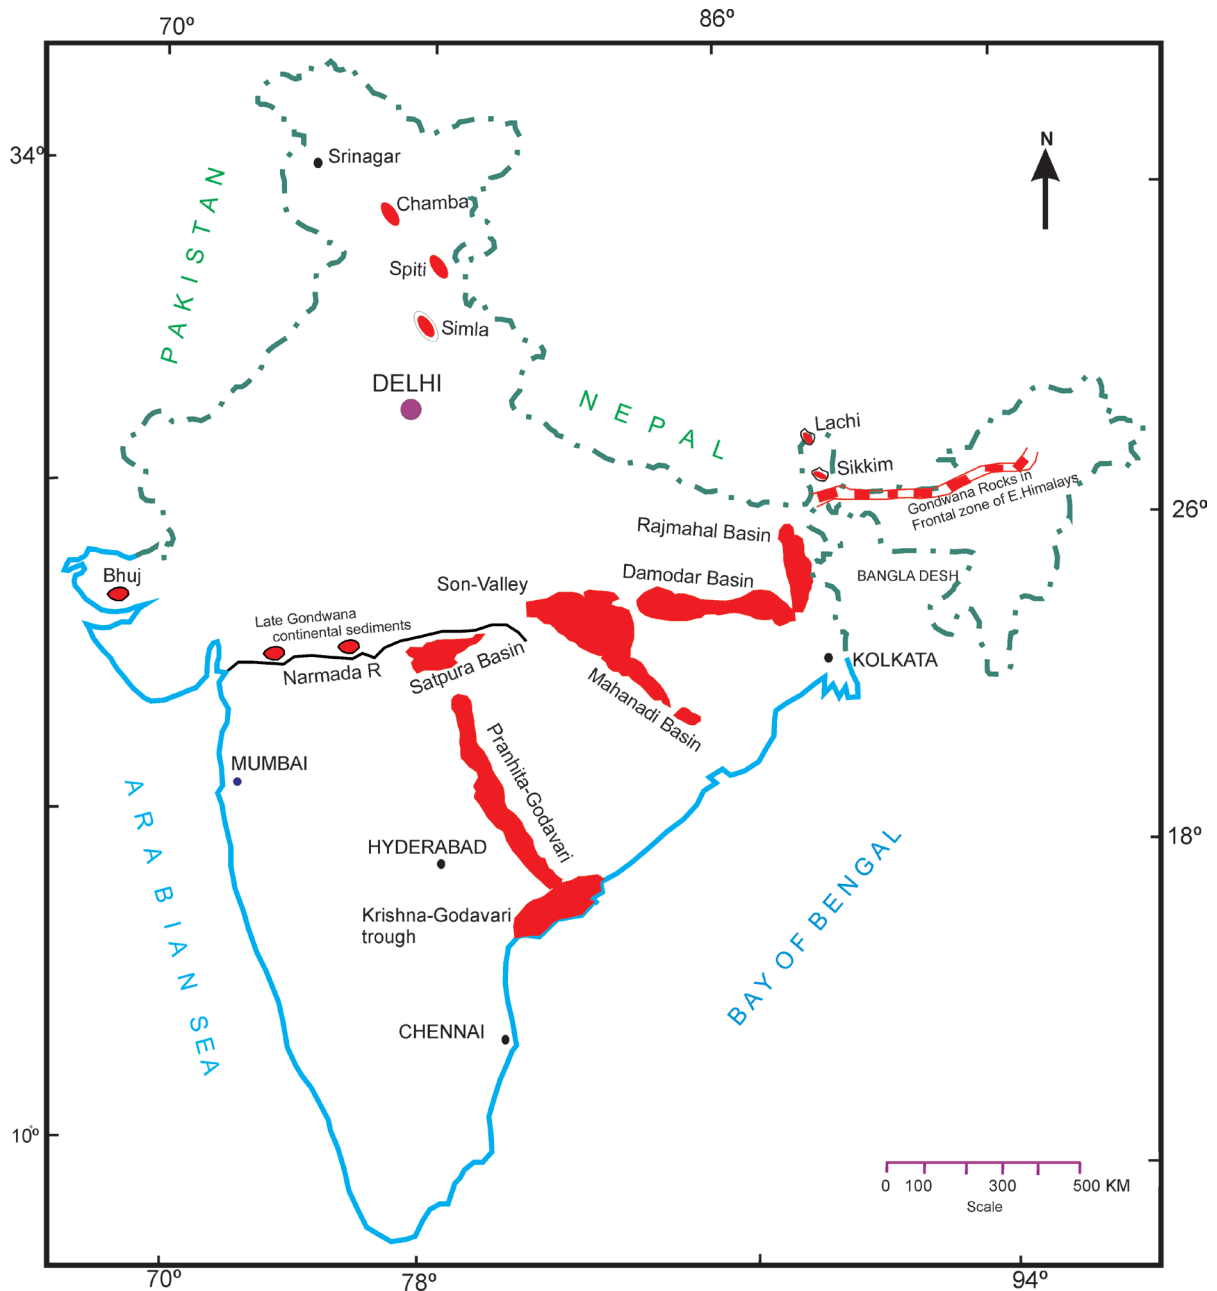 70º
86º
34º
N
Srinagar
Chamba
Spiti
Simla
PAKISTAN
DELHI
NEPAL
Lachi
Sikkim
Gondwana Rocks in
Frontal zone of E.Himalays
26º
Rajmahal Basin
Damodar Basin
BANGLA DESH
Son-Valley
Bhuj
Late Gondwana
continental sediments
Narmada R
Satpura Basin
KOLKATA
Mahanadi Basin
Pranhita-Godavari
MUMBAI
ARABIAN SEA
HYDERABAD
18º
BAY OF BENGAL
Krishna-Godavari
trough
CHENNAI
10º
0 100 300 500 KM
Scale
70º
78º
94º